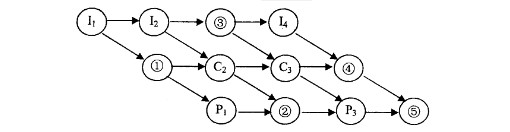 I₁ I₂ ③ I₄
① C₂ C₃ ④
P₁ ② P₃ ⑤